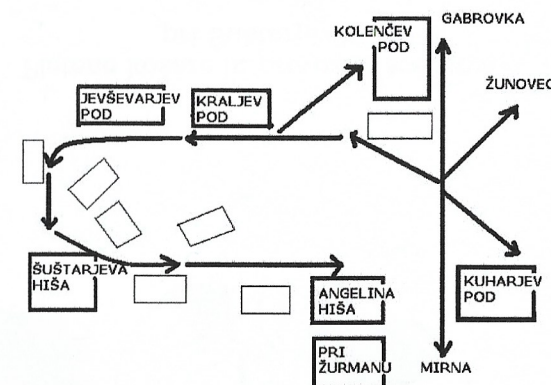 GABROVKA
KOLENČEV
POD
ŽUNOVEC
JEVŠEVARJEV
POD
KRALJEV
POD
ŠUŠTARJEVA
HIŠA
ANGELINA
HIŠA
KUHARJEV
POD
PRI
ŽURMANU
MIRNA